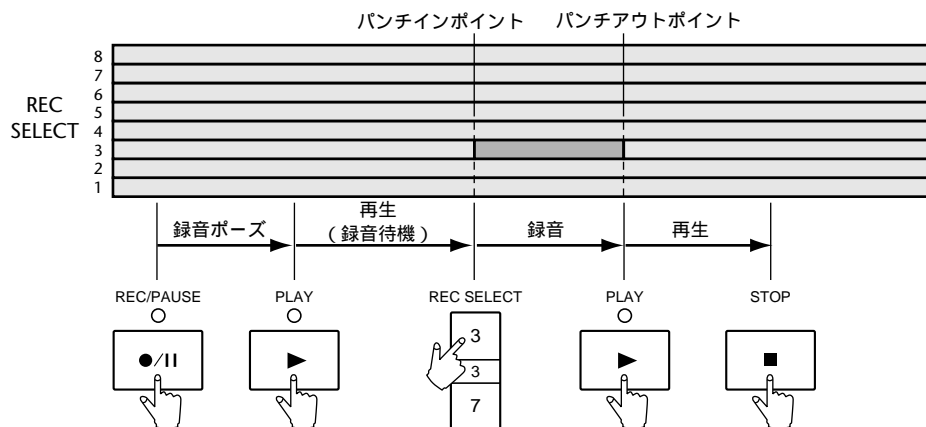 パンチインポイント パンチアウトポイント
REC
SELECT
8
7
6
5
4
3
2
1
録音ポーズ
再生
(録音待機)
録音
再生
REC/PAUSE PLAY REC SELECT PLAY STOP
●/II ▶ 3 ▶ ■
3
7